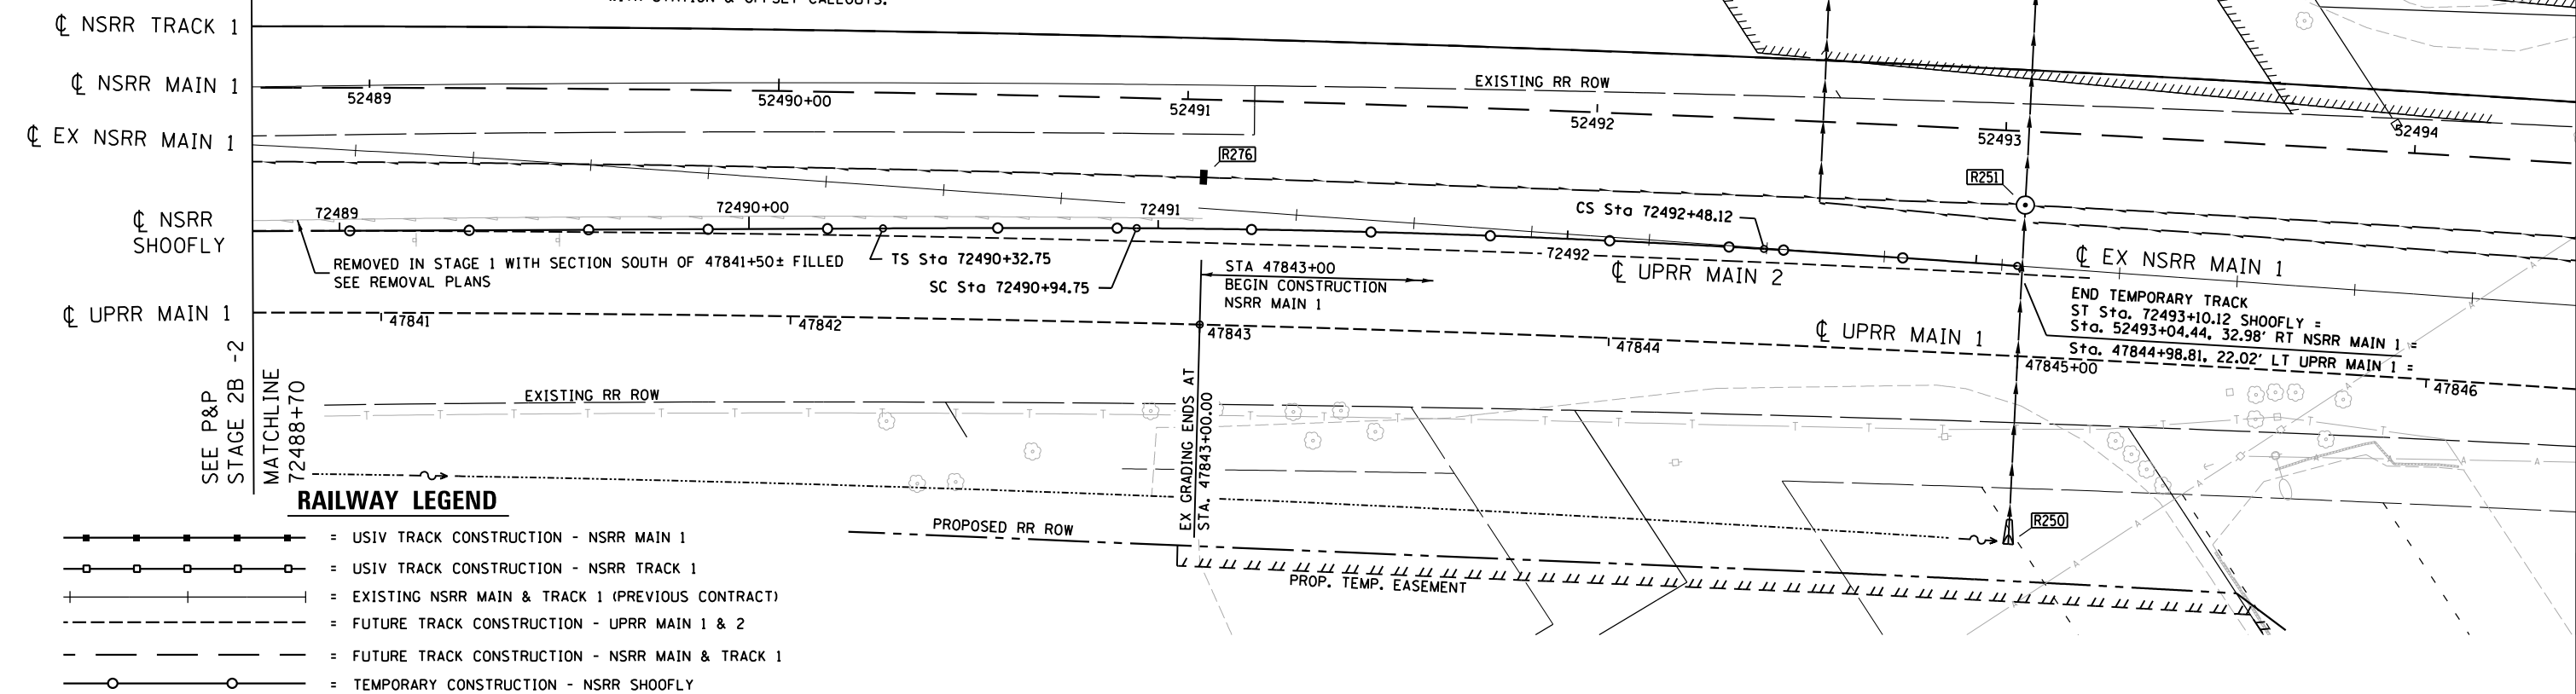 ℄ NSRR TRACK 1
℄ NSRR MAIN 1
52489
52490+00
52491
EXISTING RR ROW
52492
52493
52494
℄ EX NSRR MAIN 1
R276
R251
℄ NSRR
SHOOFLY
72489
72490+00
72491
CS Sta 72492+48.12
72492
TS Sta 72490+32.75
SC Sta 72490+94.75
REMOVED IN STAGE 1 WITH SECTION SOUTH OF 47841+50± FILLED
SEE REMOVAL PLANS
STA 47843+00
BEGIN CONSTRUCTION
NSRR MAIN 1
℄ UPRR MAIN 2
℄ EX NSRR MAIN 1
END TEMPORARY TRACK
ST Sta. 72493+10.12 SHOOFLY =
Sta. 52493+04.44, 32.98' RT NSRR MAIN 1 =
Sta. 47844+98.81, 22.02' LT UPRR MAIN 1 =
℄ UPRR MAIN 1
47841
47842
47843
47844
℄ UPRR MAIN 1
47845+00
47846
SEE P&P
STAGE 2B -2
MATCHLINE
72488+70
EXISTING RR ROW
EX GRADING ENDS AT
STA. 47843+00.00
PROPOSED RR ROW
PROP. TEMP. EASEMENT
R250
RAILWAY LEGEND
= USIV TRACK CONSTRUCTION - NSRR MAIN 1
= USIV TRACK CONSTRUCTION - NSRR TRACK 1
= EXISTING NSRR MAIN & TRACK 1 (PREVIOUS CONTRACT)
= FUTURE TRACK CONSTRUCTION - UPRR MAIN 1 & 2
= FUTURE TRACK CONSTRUCTION - NSRR MAIN & TRACK 1
= TEMPORARY CONSTRUCTION - NSRR SHOOFLY